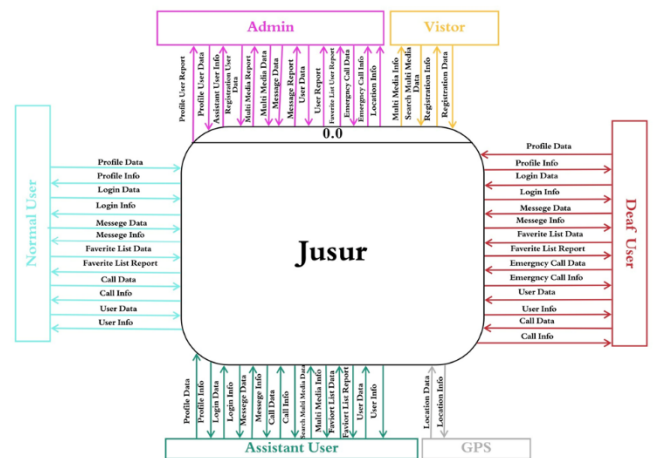 Admin
Vistor
Profile User Report
Profile User Data
Assistant User Info
Registration User
Data
Multi Media Report
Multi Media Data
Message Data
Message Report
User Data
User Report
Faverite List User Report
Emergncy Call Data
Emergncy Call Info
Location Info
Multi Media Info
Search Multi Media
Data
Registration Info
Registration Data
0.0
Jusur
Normal User
Profile Data
Profile Info
Login Data
Login Info
Messege Data
Messege Info
Faverite List Data
Faverite List Report
Call Data
Call Info
User Data
User Info
Deaf User
Profile Data
Profile Info
Login Data
Login Info
Messege Data
Messege Info
Faverite List Data
Faverite List Report
Emergncy Call Data
Emergncy Call Info
User Data
User Info
Call Data
Call Info
Profile Data
Profile Info
Login Data
Login Info
Messege Data
Messege Info
Call Data
Call Info
Search Multi Media Data
Multi Media Info
Faviort List Data
Faviort List Report
User Data
User Info
Location Data
Location Info
Assistant User
GPS